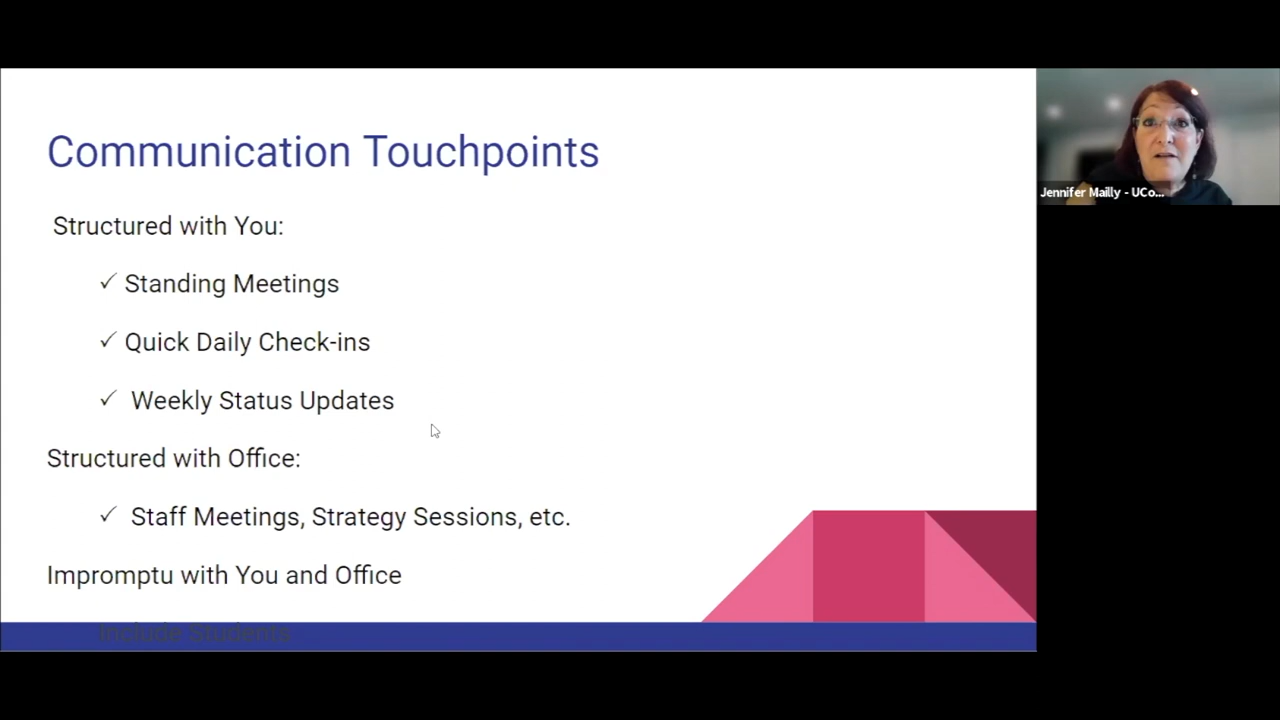 Communication Touchpoints
Structured with You:
✓ Standing Meetings
✓ Quick Daily Check-ins
✓ Weekly Status Updates
Structured with Office:
✓ Staff Meetings, Strategy Sessions, etc.
Impromptu with You and Office
Include Students
Jennifer Mailly - UCo...